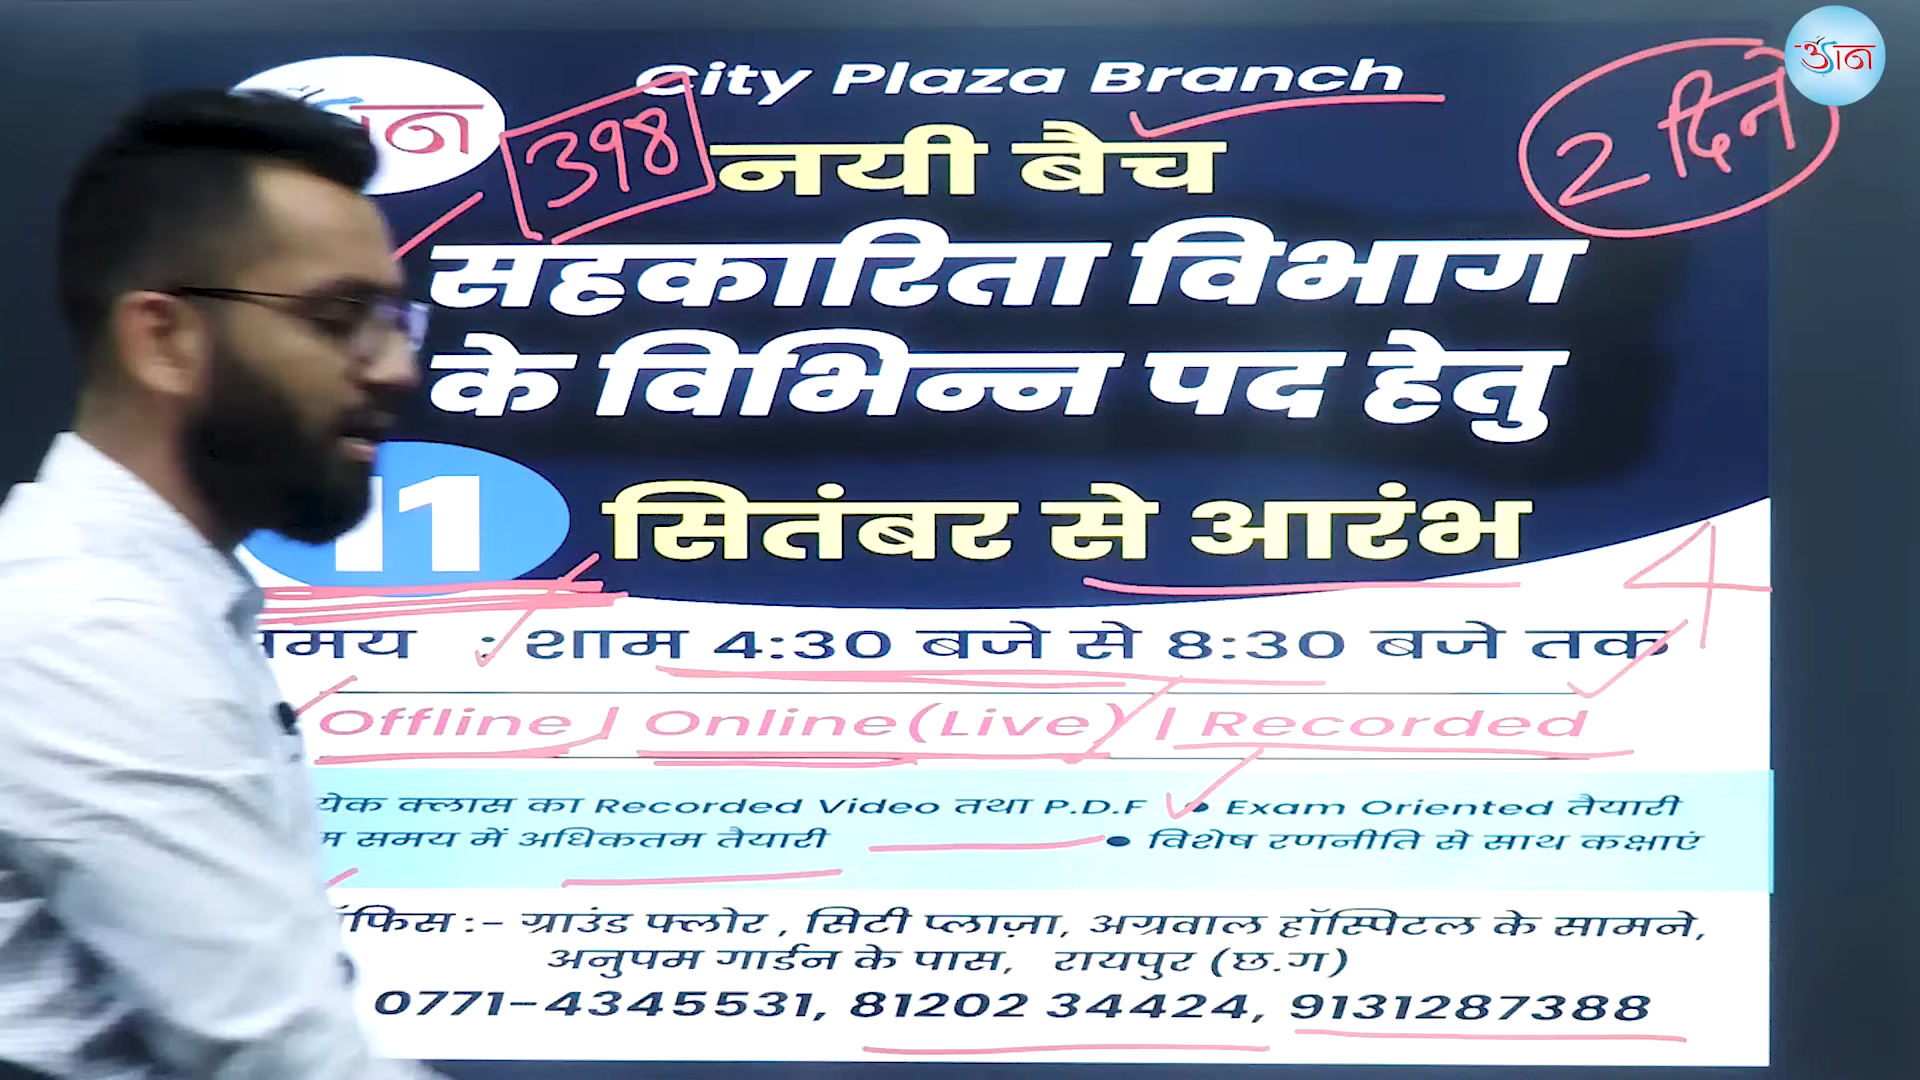 City Plaza Branch
398
2 दिन
नयी बैच
सहकारिता विभाग
के विभिन्न पद हेतु
11 सितंबर से आरंभ
4
: शाम 4:30 बजे से 8:30 बजे तक
Offline | Online(Live) | Recorded
क्लास का Recorded Video तथा P.D.F • Exam Oriented तैयारी
समय में अधिकतम तैयारी • विशेष रणनीति से साथ कक्षाएं
:- ग्राउंड फ्लोर , सिटी प्लाज़ा, अग्रवाल हॉस्पिटल के सामने,
अनुपम गार्डन के पास, रायपुर (छ.ग)
0771-4345531, 81202 34424, 9131287388